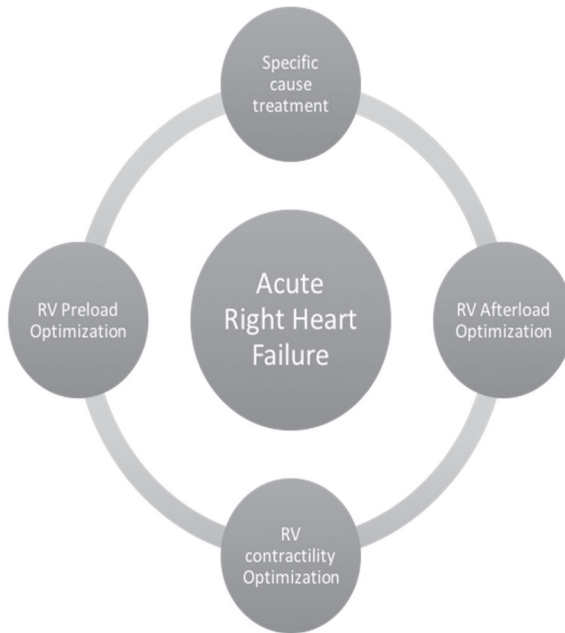 Specific
cause
treatment
RV Preload
Optimization
Acute
Right Heart
Failure
RV Afterload
Optimization
RV
contractility
Optimization